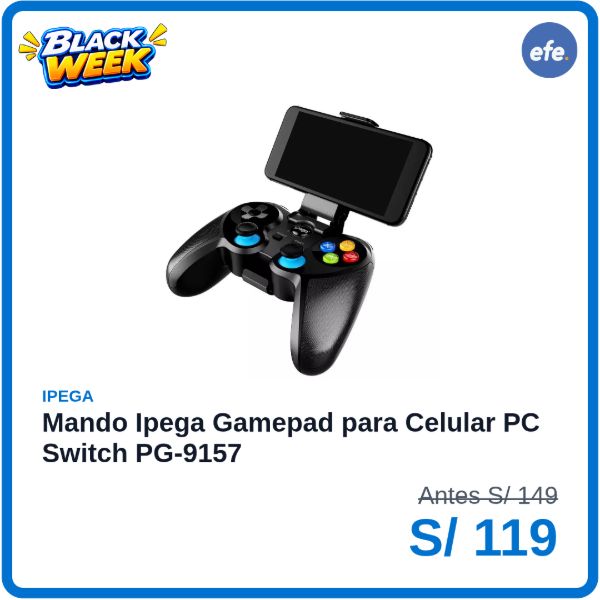 BLACK
WEEK
efe.
IPEGA
Mando Ipega Gamepad para Celular PC
Switch PG-9157
Antes S/ 149
S/ 119